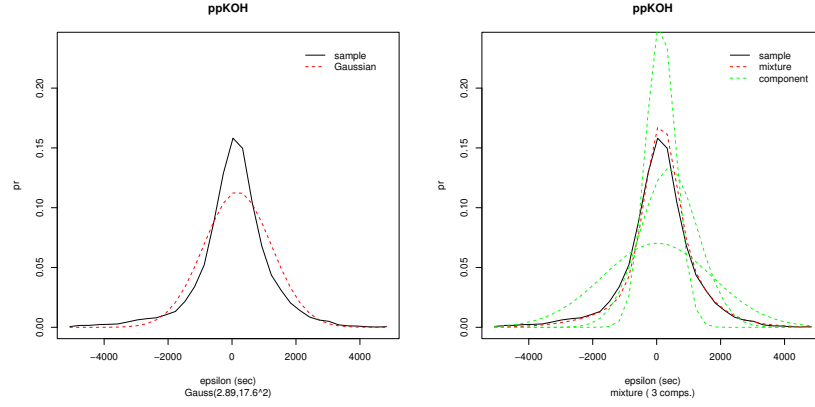 ppKOH
sample
Gaussian
0.20
0.15
0.10
0.05
0.00
pr
−4000 −2000 0 2000 4000
epsilon (sec)
Gauss(2.89,17.6^2)
ppKOH
sample
mixture
component
0.20
0.15
0.10
0.05
0.00
pr
−4000 −2000 0 2000 4000
epsilon (sec)
mixture ( 3 comps.)